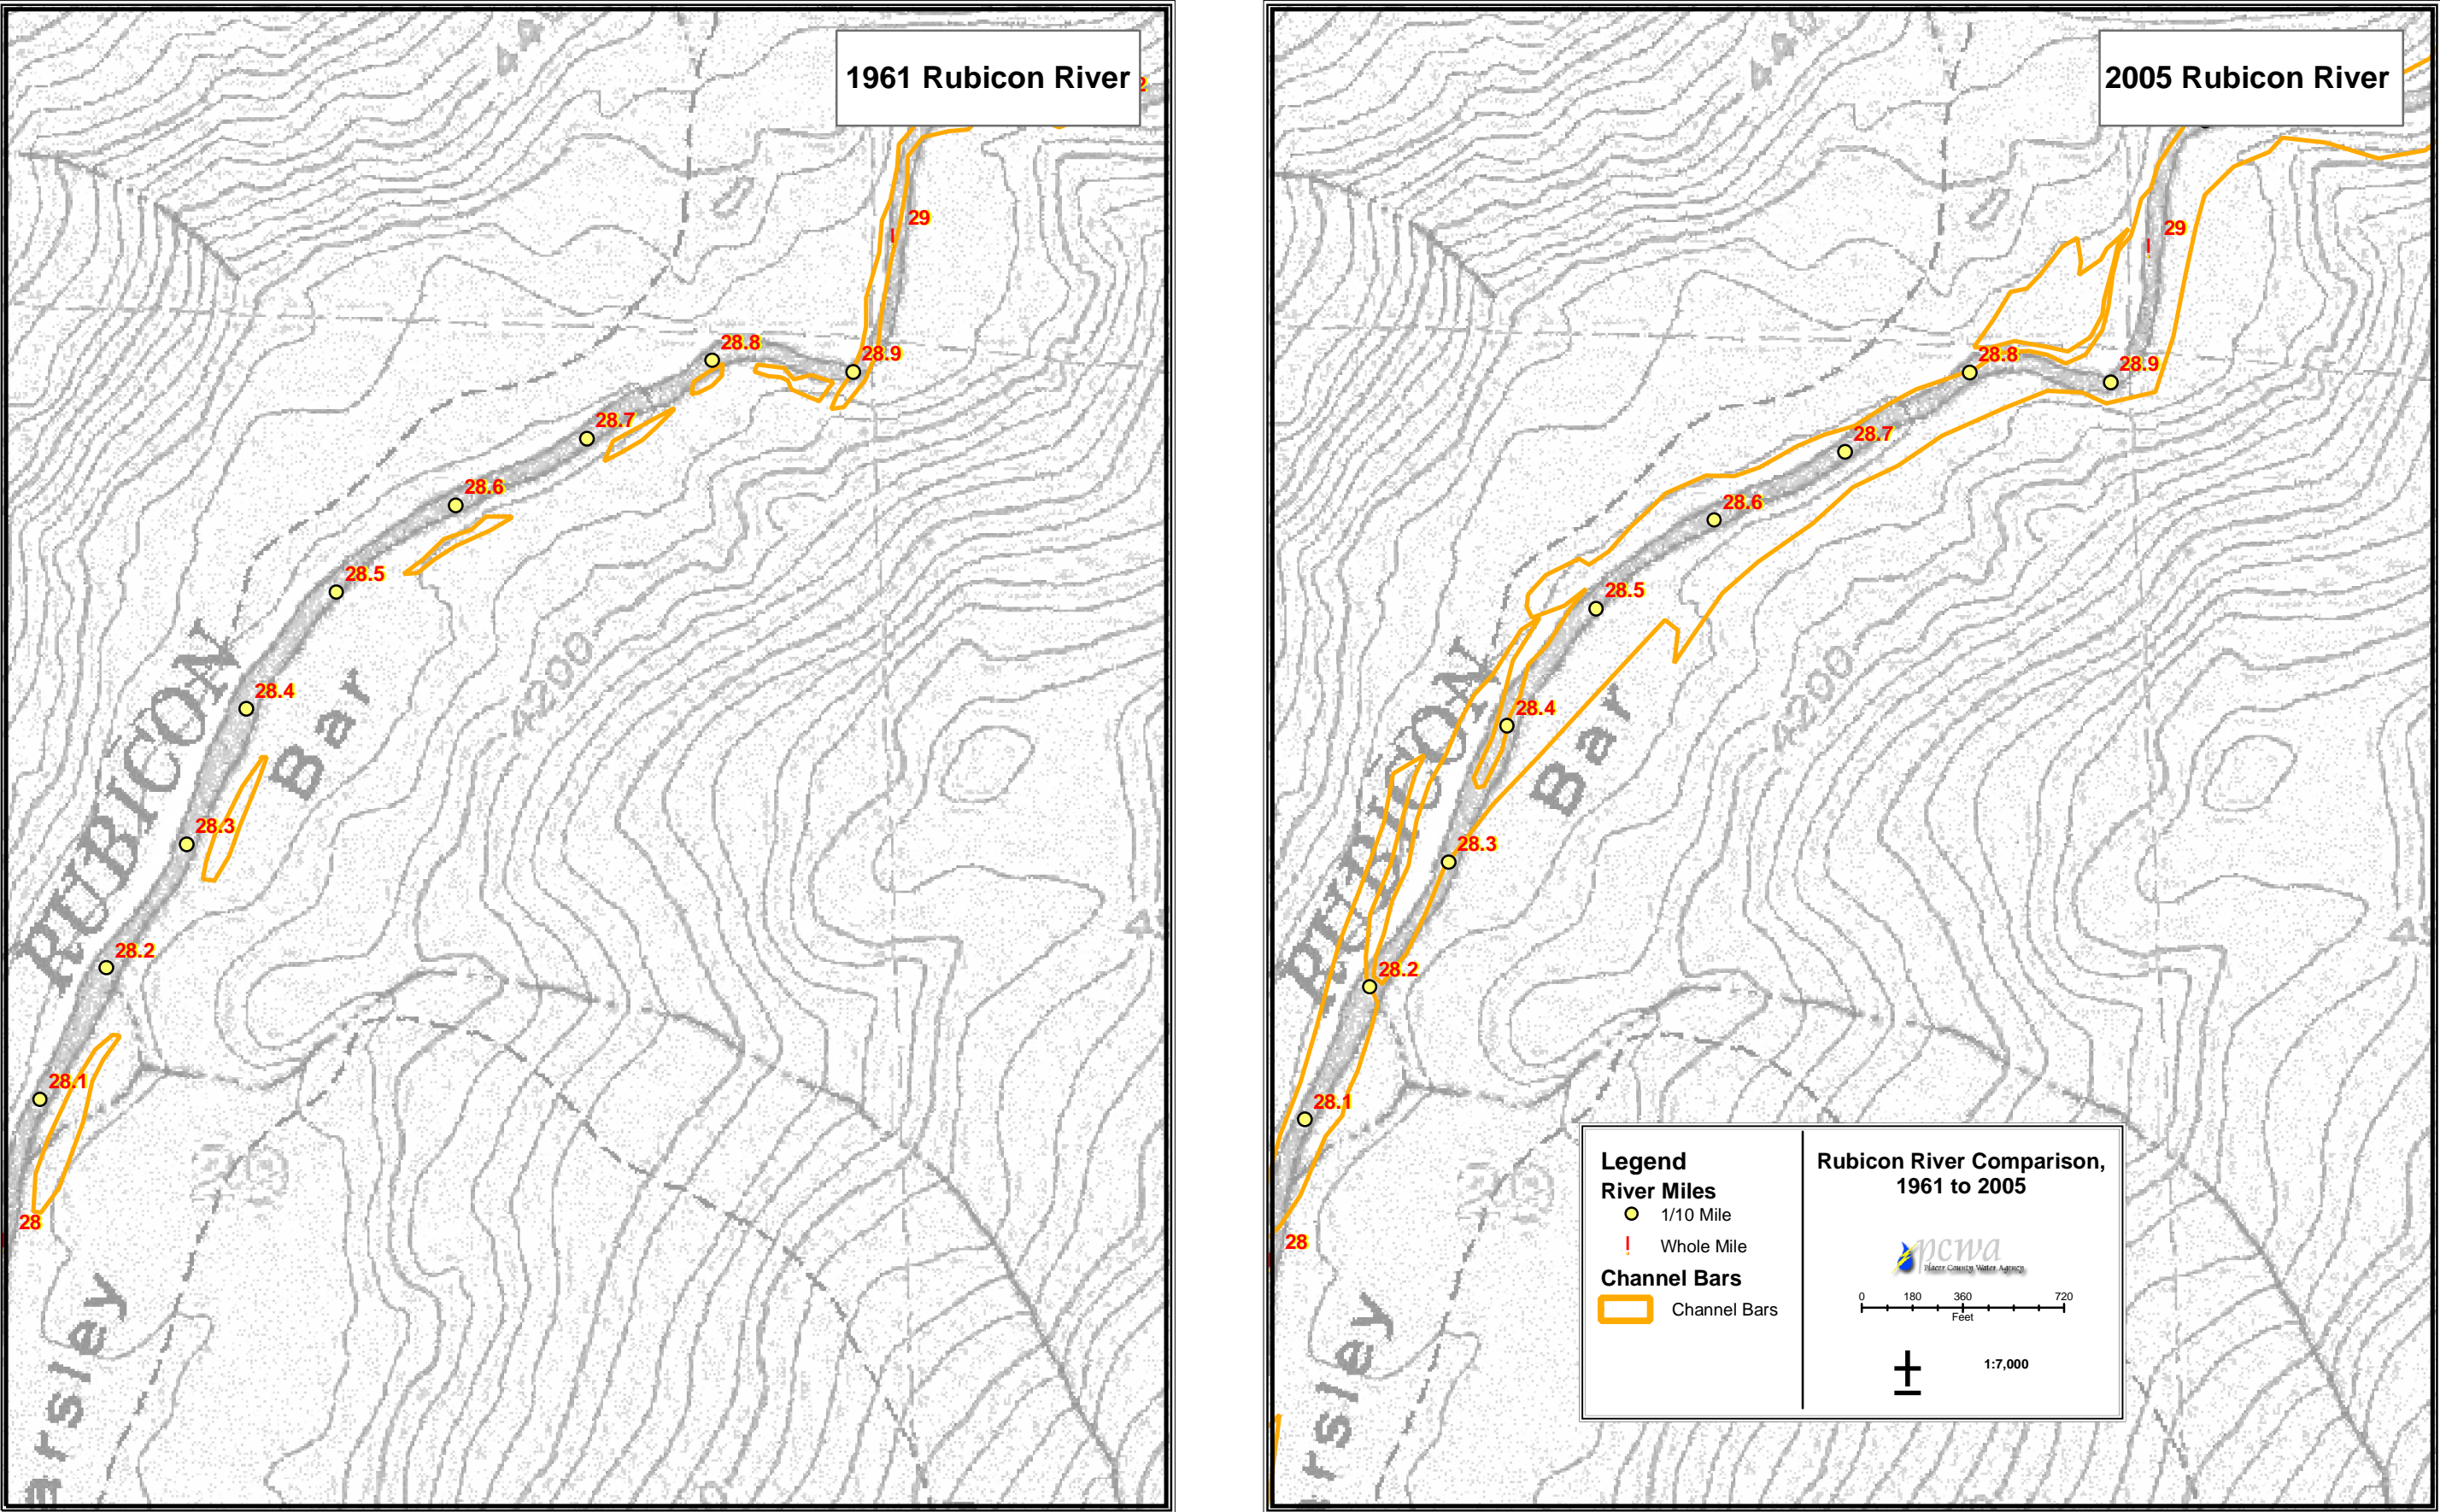 1961 Rubicon River
2
29
28.8
28.9
28.7
28.6
28.5
28.4
28.3
28.2
28.1
28
RUBICON
Bar
4200
29
arsley
2005 Rubicon River
29
28.8
28.9
28.7
28.6
28.5
28.4
28.3
28.2
28.1
28
RUBICON
Bar
4200
29
rsley
Legend
River Miles
1/10 Mile
Whole Mile
Channel Bars
Channel Bars
Rubicon River Comparison,
1961 to 2005
pcwa
Placer County Water Agency
0 180 360 720
Feet
1:7,000